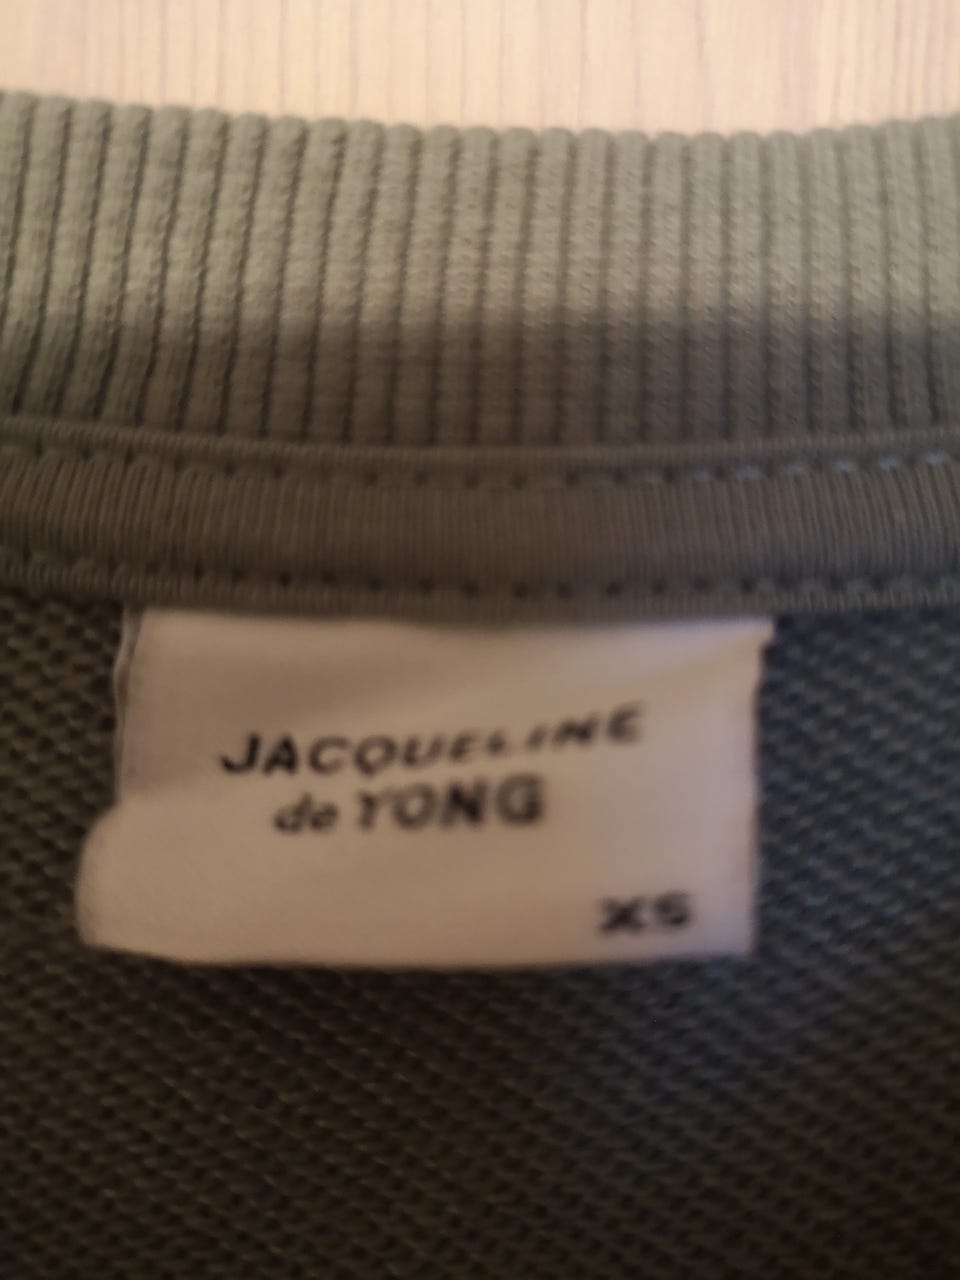 JACQUELINE
de YONG
XS